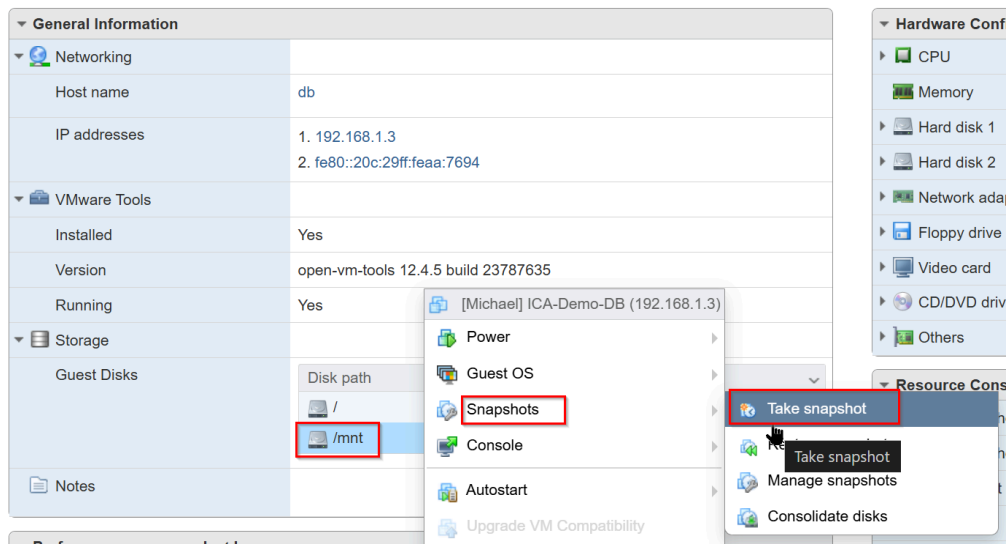 General Information
Networking
Host name db
IP addresses 1. 192.168.1.3
2. fe80::20c:29ff:feaa:7694
VMware Tools
Installed Yes
Version open-vm-tools 12.4.5 build 23787635
Running Yes
Storage
Guest Disks Disk path
/
/mnt
Notes
[Michael] ICA-Demo-DB (192.168.1.3)
Power
Guest OS
Snapshots
Console
Autostart
Upgrade VM Compatibility
Take snapshot
Take snapshot
Manage snapshots
Consolidate disks
Hardware Conf
CPU
Memory
Hard disk 1
Hard disk 2
Network ada
Floppy drive
Video card
CD/DVD driv
Others
Resource Cons